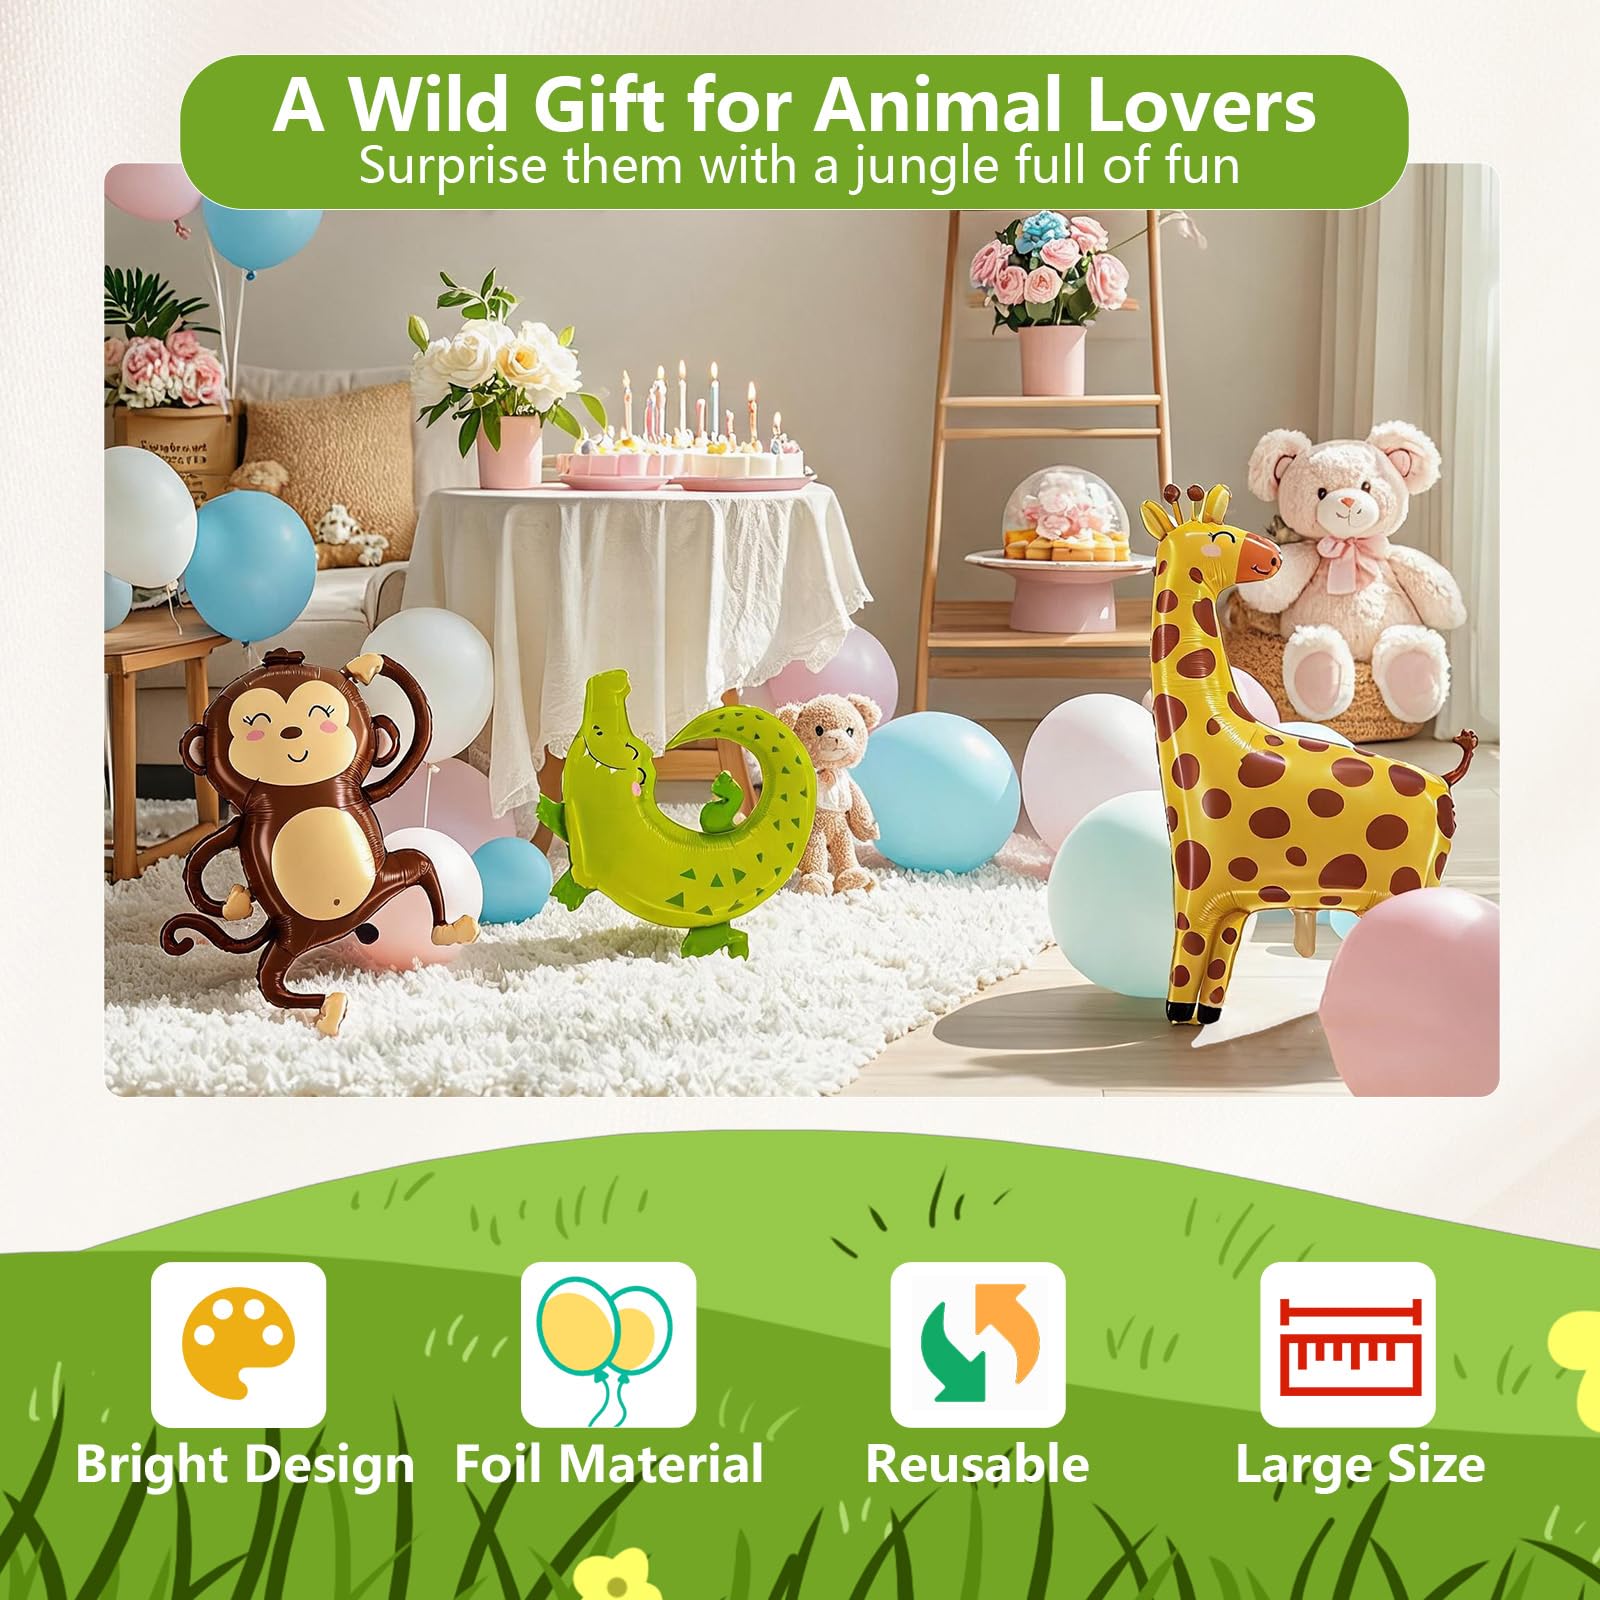 A Wild Gift for Animal Lovers
Surprise them with a jungle full of fun
Bright Design
Foil Material
Reusable
Large Size